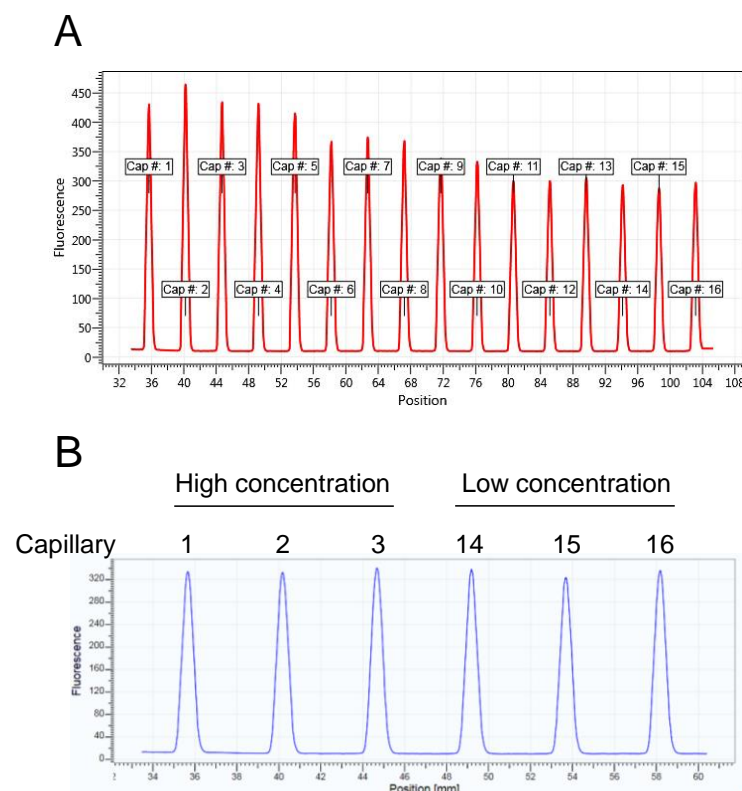 A
450
400
350
300
250
200
150
100
50
0
Fluorescence
Cap #: 1
Cap #: 3
Cap #: 5
Cap #: 7
Cap #: 9
Cap #: 11
Cap #: 13
Cap #: 15
Cap #: 2
Cap #: 4
Cap #: 6
Cap #: 8
Cap #: 10
Cap #: 12
Cap #: 14
Cap #: 16
32 36 40 44 48 52 56 60 64 68 72 76 80 84 88 92 96 100 104 108
Position
B
High concentration Low concentration
Capillary 1 2 3 14 15 16
320
280
240
200
160
120
80
40
0
Fluorescence
34 36 38 40 42 44 46 48 50 52 54 56 58 60
Position [mm]